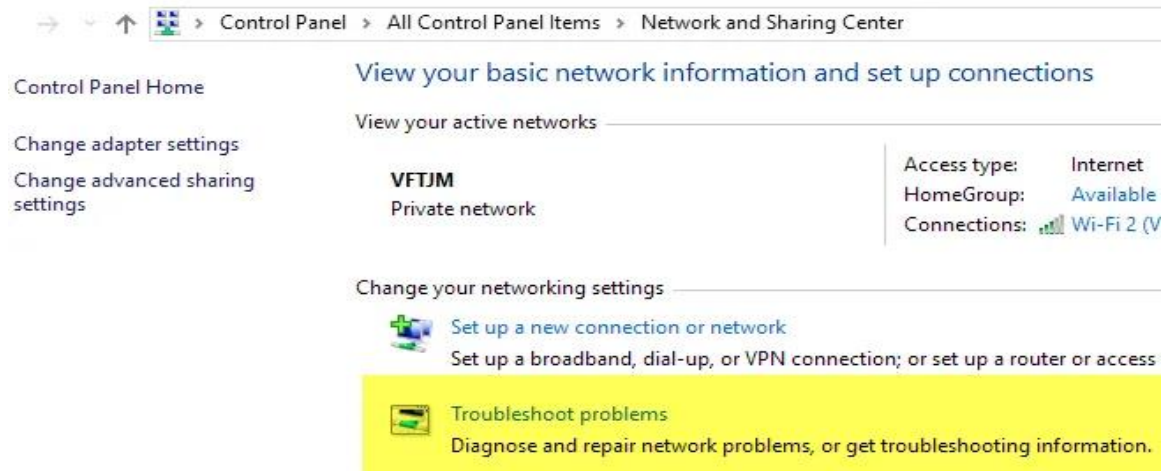 Control Panel > All Control Panel Items > Network and Sharing Center
Control Panel Home
Change adapter settings
Change advanced sharing
settings
View your basic network information and set up connections
View your active networks
VFTJM
Private network
Access type: Internet
HomeGroup: Available
Connections: Wi-Fi 2 (V
Change your networking settings
Set up a new connection or network
Set up a broadband, dial-up, or VPN connection; or set up a router or access
Troubleshoot problems
Diagnose and repair network problems, or get troubleshooting information.